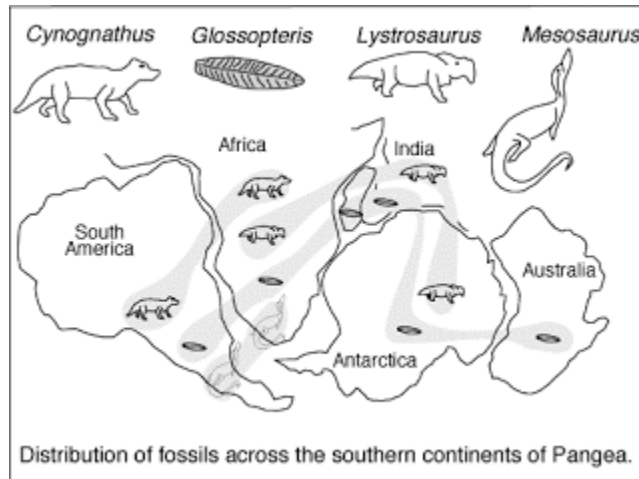 Cynognathus Glossopteris Lystrosaurus Mesosaurus
Africa
India
South
America
Australia
Antarctica
Distribution of fossils across the southern continents of Pangea.